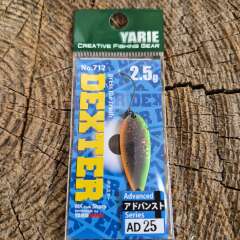 YARIE
CREATIVE FISHING GEAR
No.712
2.5g
DEXTER
Advanced
アドバンスト
Series
AD 25